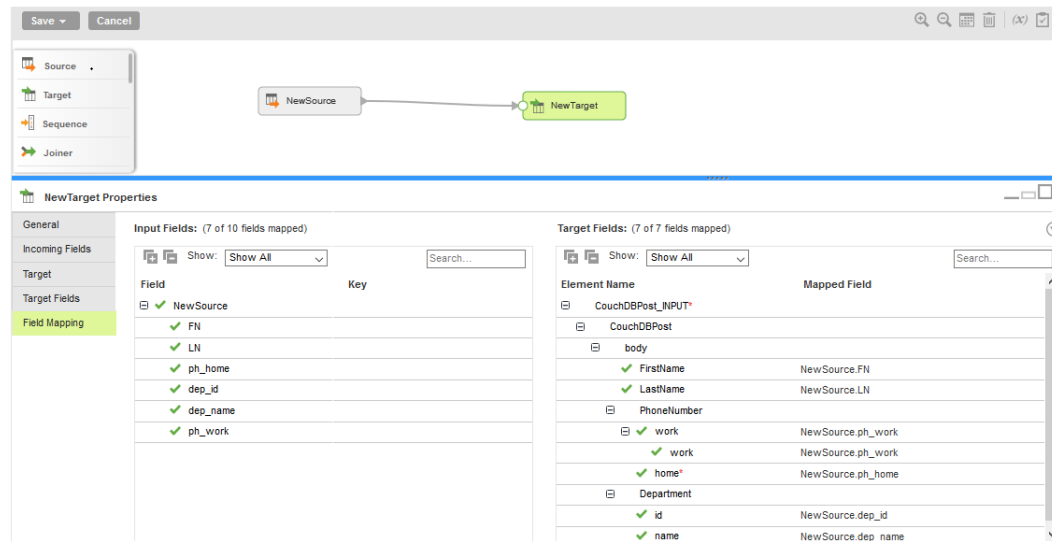 Save Cancel (x)
Source
Target
Sequence
Joiner
NewSource
NewTarget
NewTarget Properties
General
Incoming Fields
Target
Target Fields
Field Mapping
Input Fields: (7 of 10 fields mapped)
Show: Show All Search...
Field Key
NewSource
FN
LN
ph_home
dep_id
dep_name
ph_work
Target Fields: (7 of 7 fields mapped)
Show: Show All Search...
Element Name Mapped Field
CouchDBPost_INPUT*
CouchDBPost
body
FirstName NewSource.FN
LastName NewSource.LN
PhoneNumber
work NewSource.ph_work
work NewSource.ph_work
home* NewSource.ph_home
Department
id NewSource.dep_id
name NewSource.dep_name